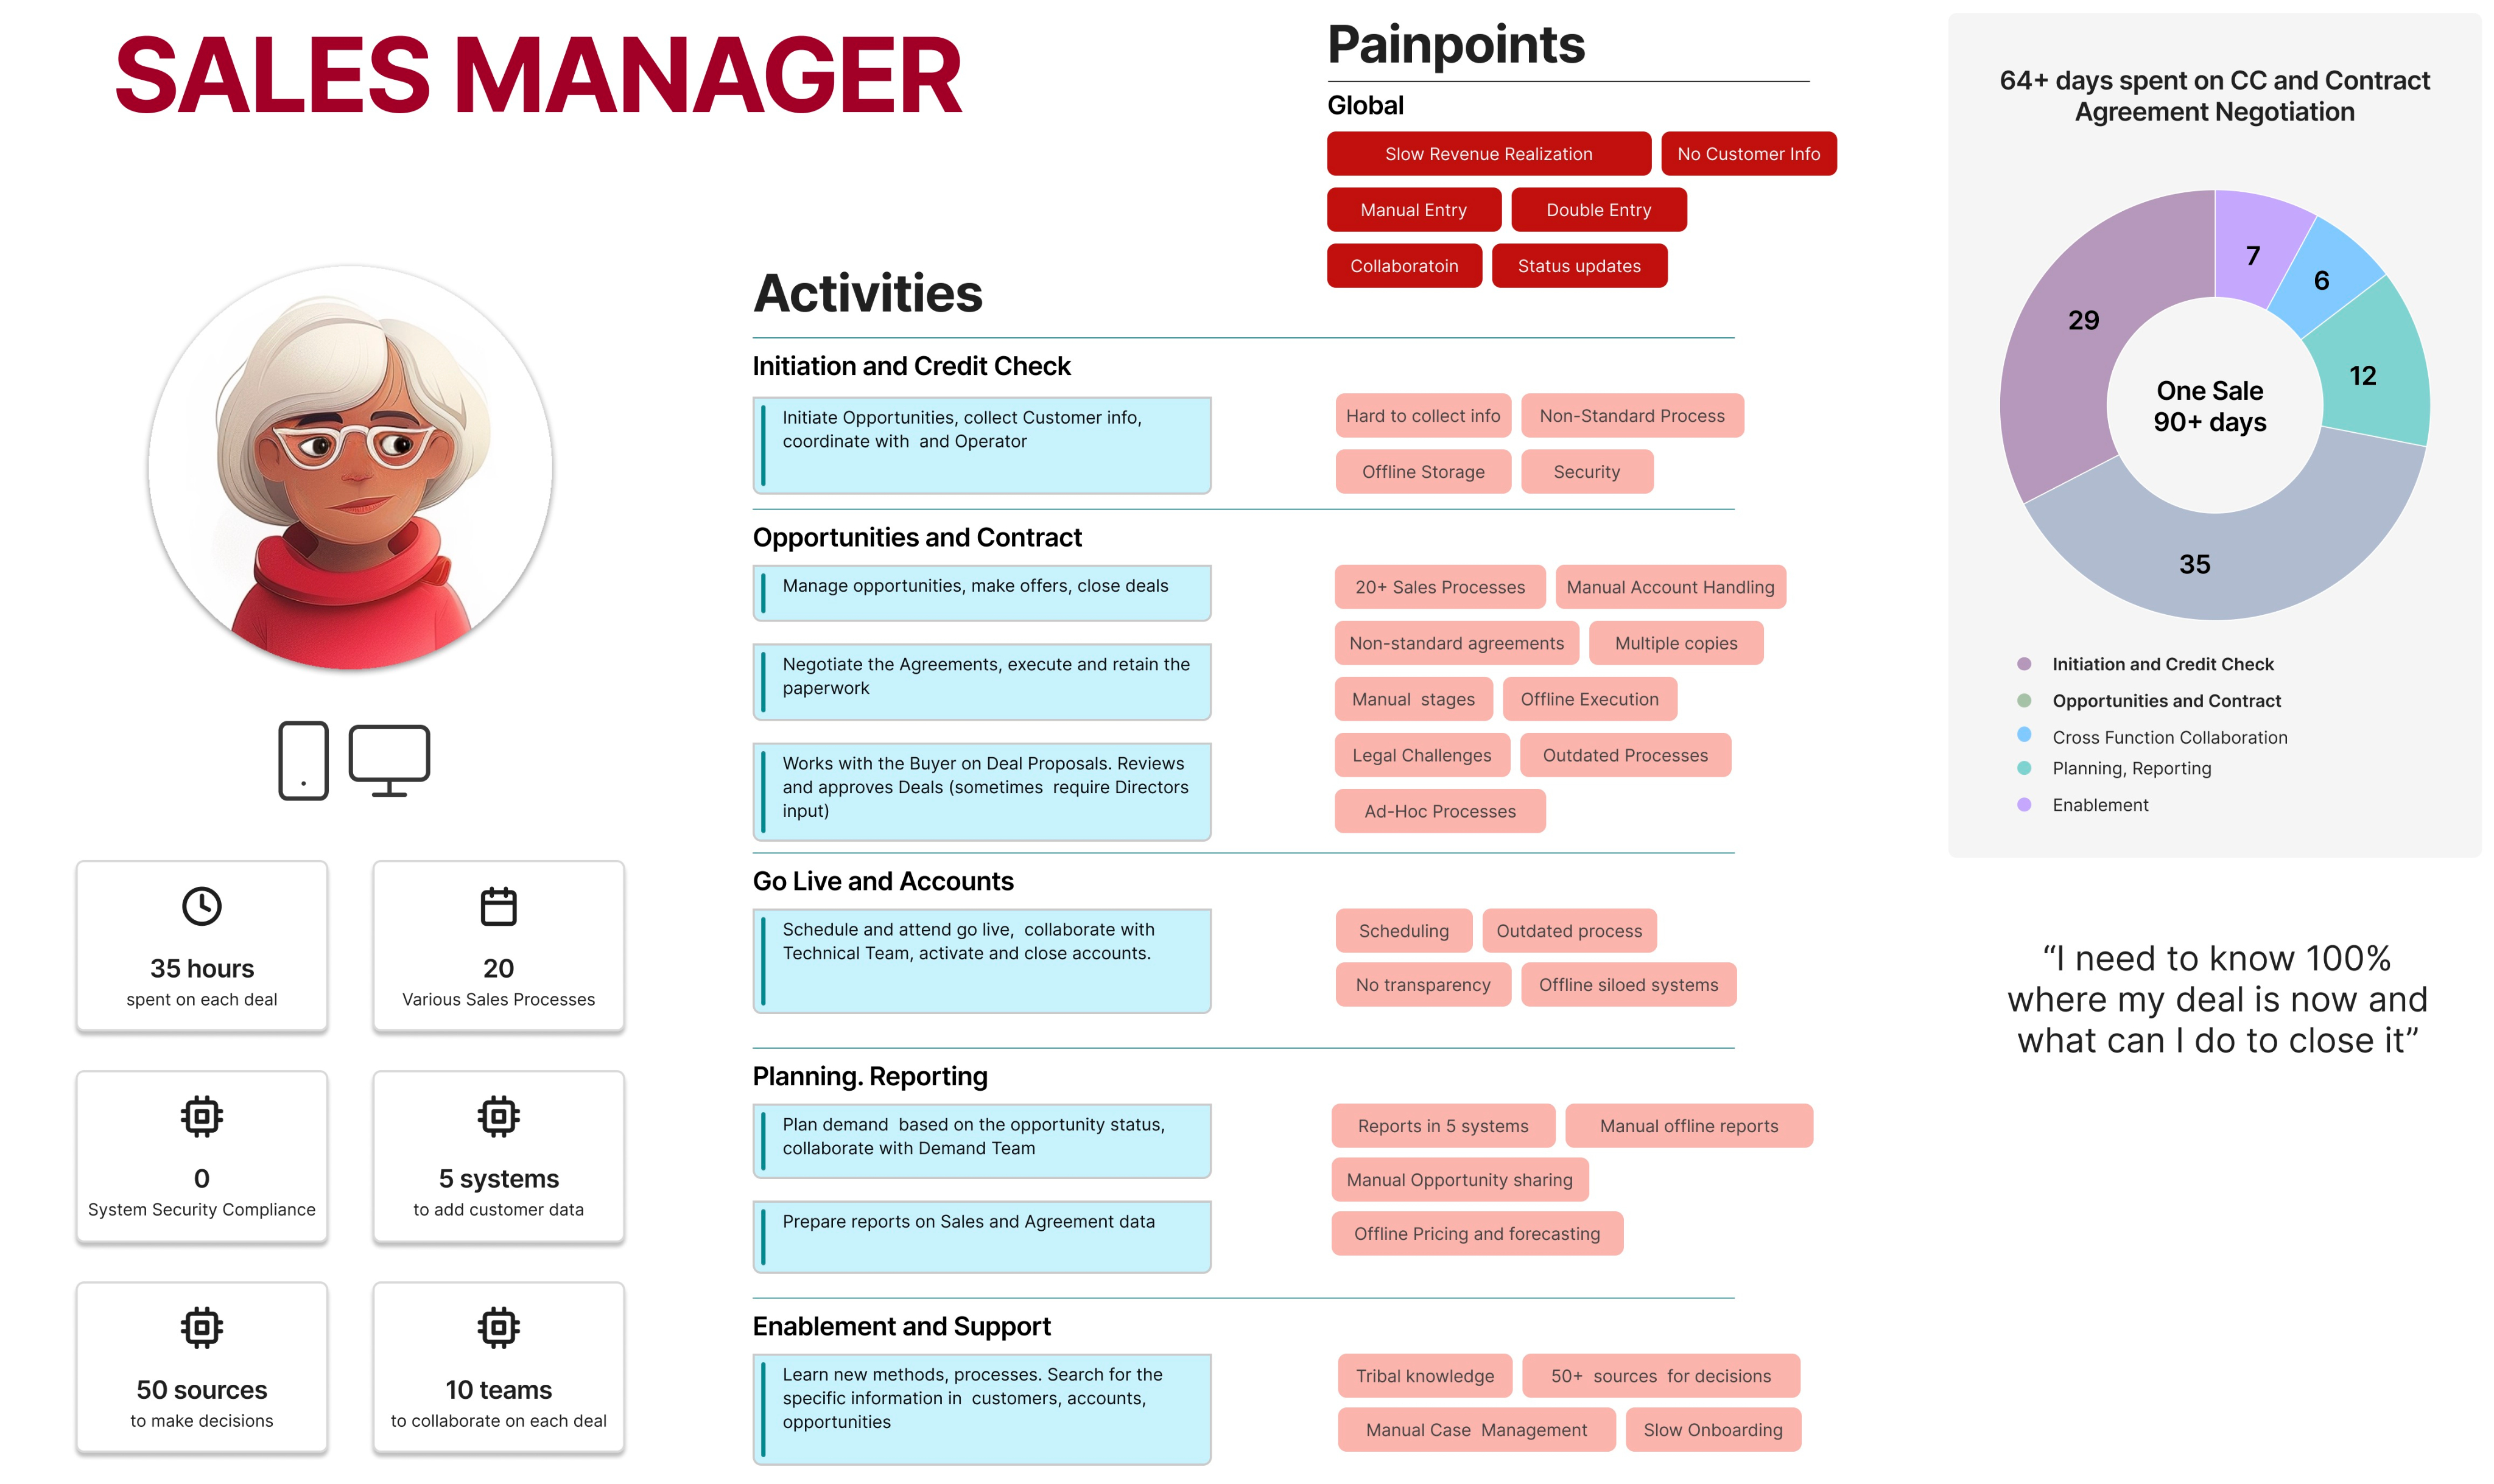 SALES MANAGER
35 hours
spent on each deal
20
Various Sales Processes
0
System Security Compliance
5 systems
to add customer data
50 sources
to make decisions
10 teams
to collaborate on each deal
Painpoints
Global
Slow Revenue Realization
No Customer Info
Manual Entry
Double Entry
Collaboratoin
Status updates
Activities
Initiation and Credit Check
Initiate Opportunities, collect Customer info,
coordinate with  and Operator
Hard to collect info
Non-Standard Process
Offline Storage
Security
Opportunities and Contract
Manage opportunities, make offers, close deals
Negotiate the Agreements, execute and retain the
paperwork
Works with the Buyer on Deal Proposals. Reviews
and approves Deals (sometimes  require Directors
input)
20+ Sales Processes
Manual Account Handling
Non-standard agreements
Multiple copies
Manual  stages
Offline Execution
Legal Challenges
Outdated Processes
Ad-Hoc Processes
Go Live and Accounts
Schedule and attend go live,  collaborate with
Technical Team, activate and close accounts.
Scheduling
Outdated process
No transparency
Offline siloed systems
Planning. Reporting
Plan demand  based on the opportunity status,
collaborate with Demand Team
Prepare reports on Sales and Agreement data
Reports in 5 systems
Manual offline reports
Manual Opportunity sharing
Offline Pricing and forecasting
Enablement and Support
Learn new methods, processes. Search for the
specific information in  customers, accounts,
opportunities
Tribal knowledge
50+  sources  for decisions
Manual Case  Management
Slow Onboarding
64+ days spent on CC and Contract
Agreement Negotiation
7
6
29
12
One Sale
90+ days
35
Initiation and Credit Check
Opportunities and Contract
Cross Function Collaboration
Planning, Reporting
Enablement
“I need to know 100%
where my deal is now and
what can I do to close it”